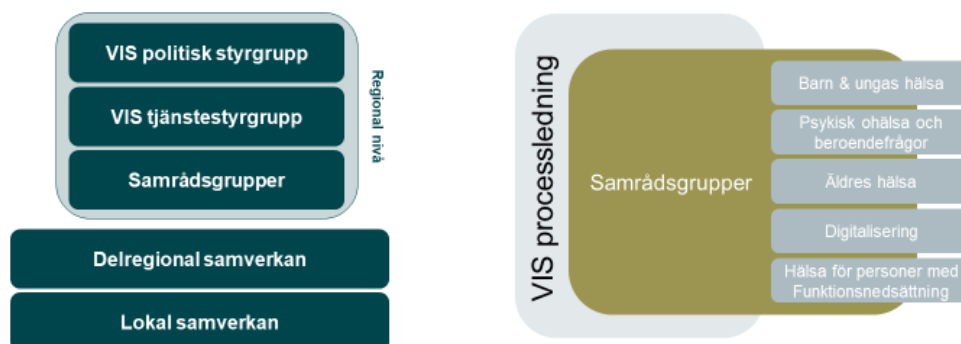 VIS politisk styrgrupp
VIS tjänstestyrgrupp
Samrådsgrupper
Regional nivå
Delregional samverkan
Lokal samverkan
VIS processledning
Samrådsgrupper
Barn & ungas hälsa
Psykisk ohälsa och
beroendefrågor
Äldres hälsa
Digitalisering
Hälsa för personer med
Funktionsnedsättning